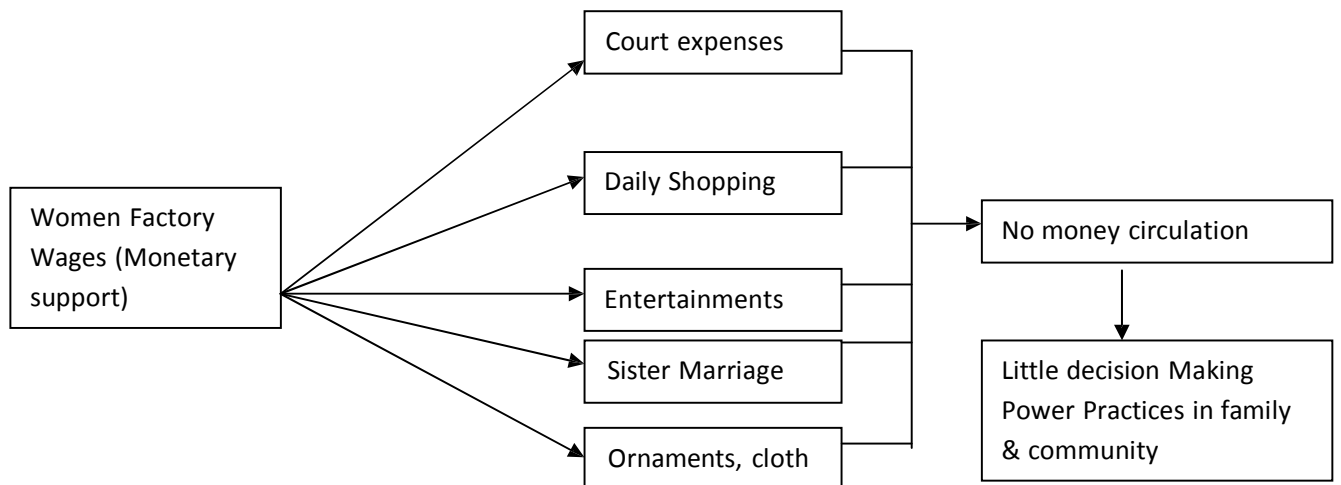 Court expenses
Daily Shopping
Women Factory
Wages (Monetary
support)
No money circulation
Entertainments
Sister Marriage
Little decision Making
Power Practices in family
& community
Ornaments, cloth